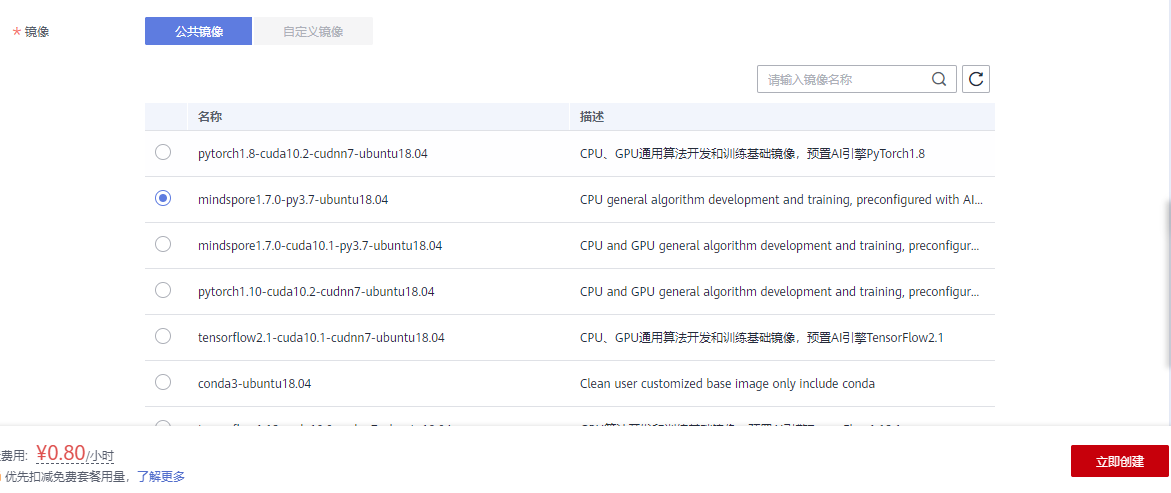 * 镜像
公共镜像 自定义镜像
请输入镜像名称
名称 描述
pytorch1.8-cuda10.2-cudnn7-ubuntu18.04 CPU、GPU通用算法开发和训练基础镜像，预置AI引擎PyTorch1.8
mindspore1.7.0-py3.7-ubuntu18.04 CPU general algorithm development and training, preconfigured with AI...
mindspore1.7.0-cuda10.1-py3.7-ubuntu18.04 CPU and GPU general algorithm development and training, preconfigur...
pytorch1.10-cuda10.2-cudnn7-ubuntu18.04 CPU and GPU general algorithm development and training, preconfigur...
tensorflow2.1-cuda10.1-cudnn7-ubuntu18.04 CPU、GPU通用算法开发和训练基础镜像，预置AI引擎TensorFlow2.1
conda3-ubuntu18.04 Clean user customized base image only include conda
费用: ¥0.80/小时
优先扣减免费套餐用量，了解更多
立即创建